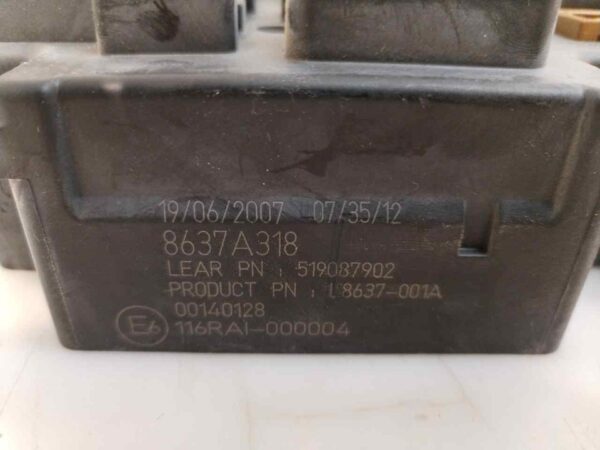 19/06/2007 07/35/12
8637A318
LEAR PN : 519087902
PRODUCT PN : L8637-001A
00140128
E6 116RAI-000004